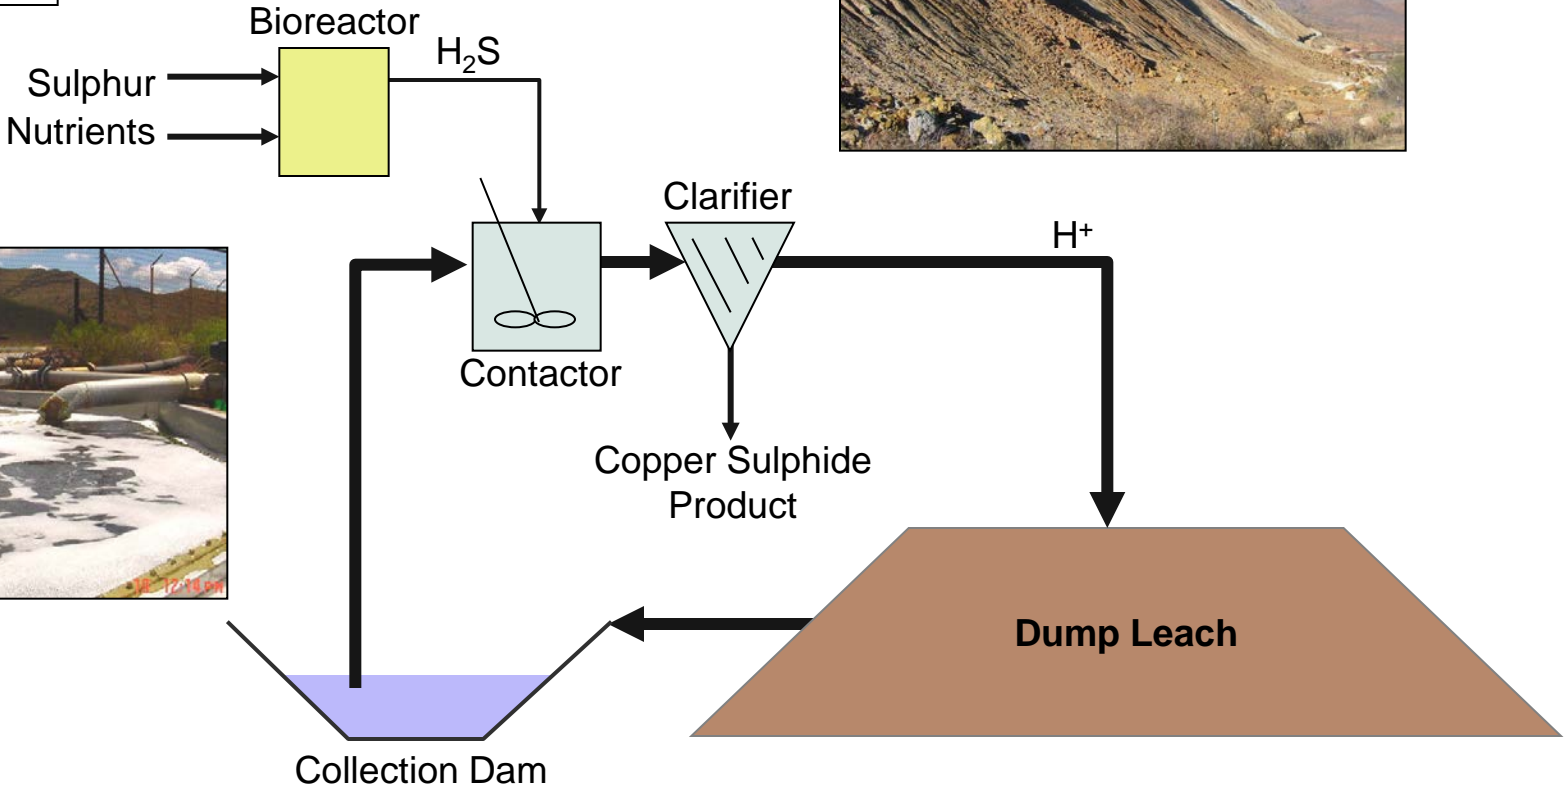 Bioreactor
H₂S
Sulphur
Nutrients
Clarifier
H⁺
Contactor
Copper Sulphide
Product
Dump Leach
Collection Dam